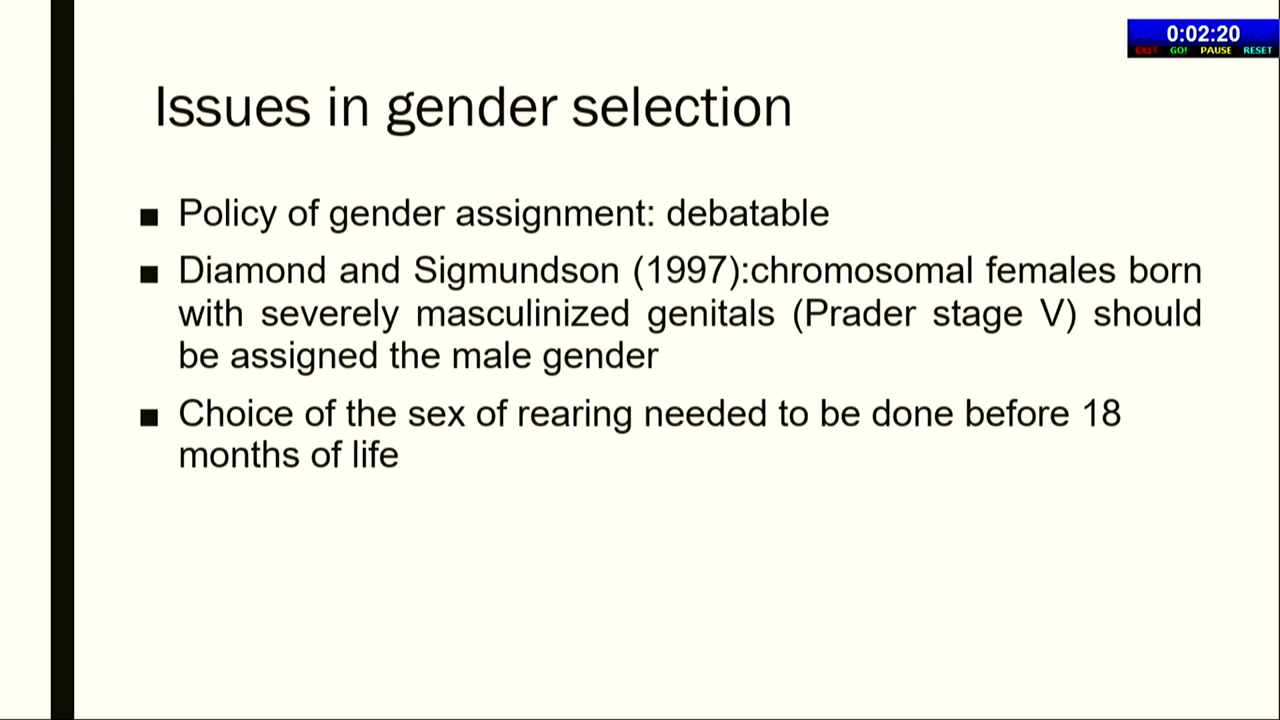 0:02:20
EXIT GO! PAUSE RESET
Issues in gender selection
■ Policy of gender assignment: debatable
■ Diamond and Sigmundson (1997):chromosomal females born
with severely masculinized genitals (Prader stage V) should
be assigned the male gender
■ Choice of the sex of rearing needed to be done before 18
months of life